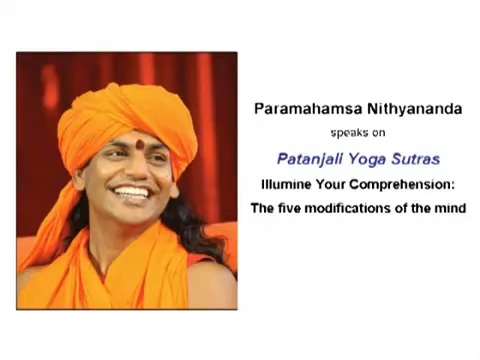 Paramahamsa Nithyananda
speaks on
Patanjali Yoga Sutras
Illumine Your Comprehension:
The five modifications of the mind